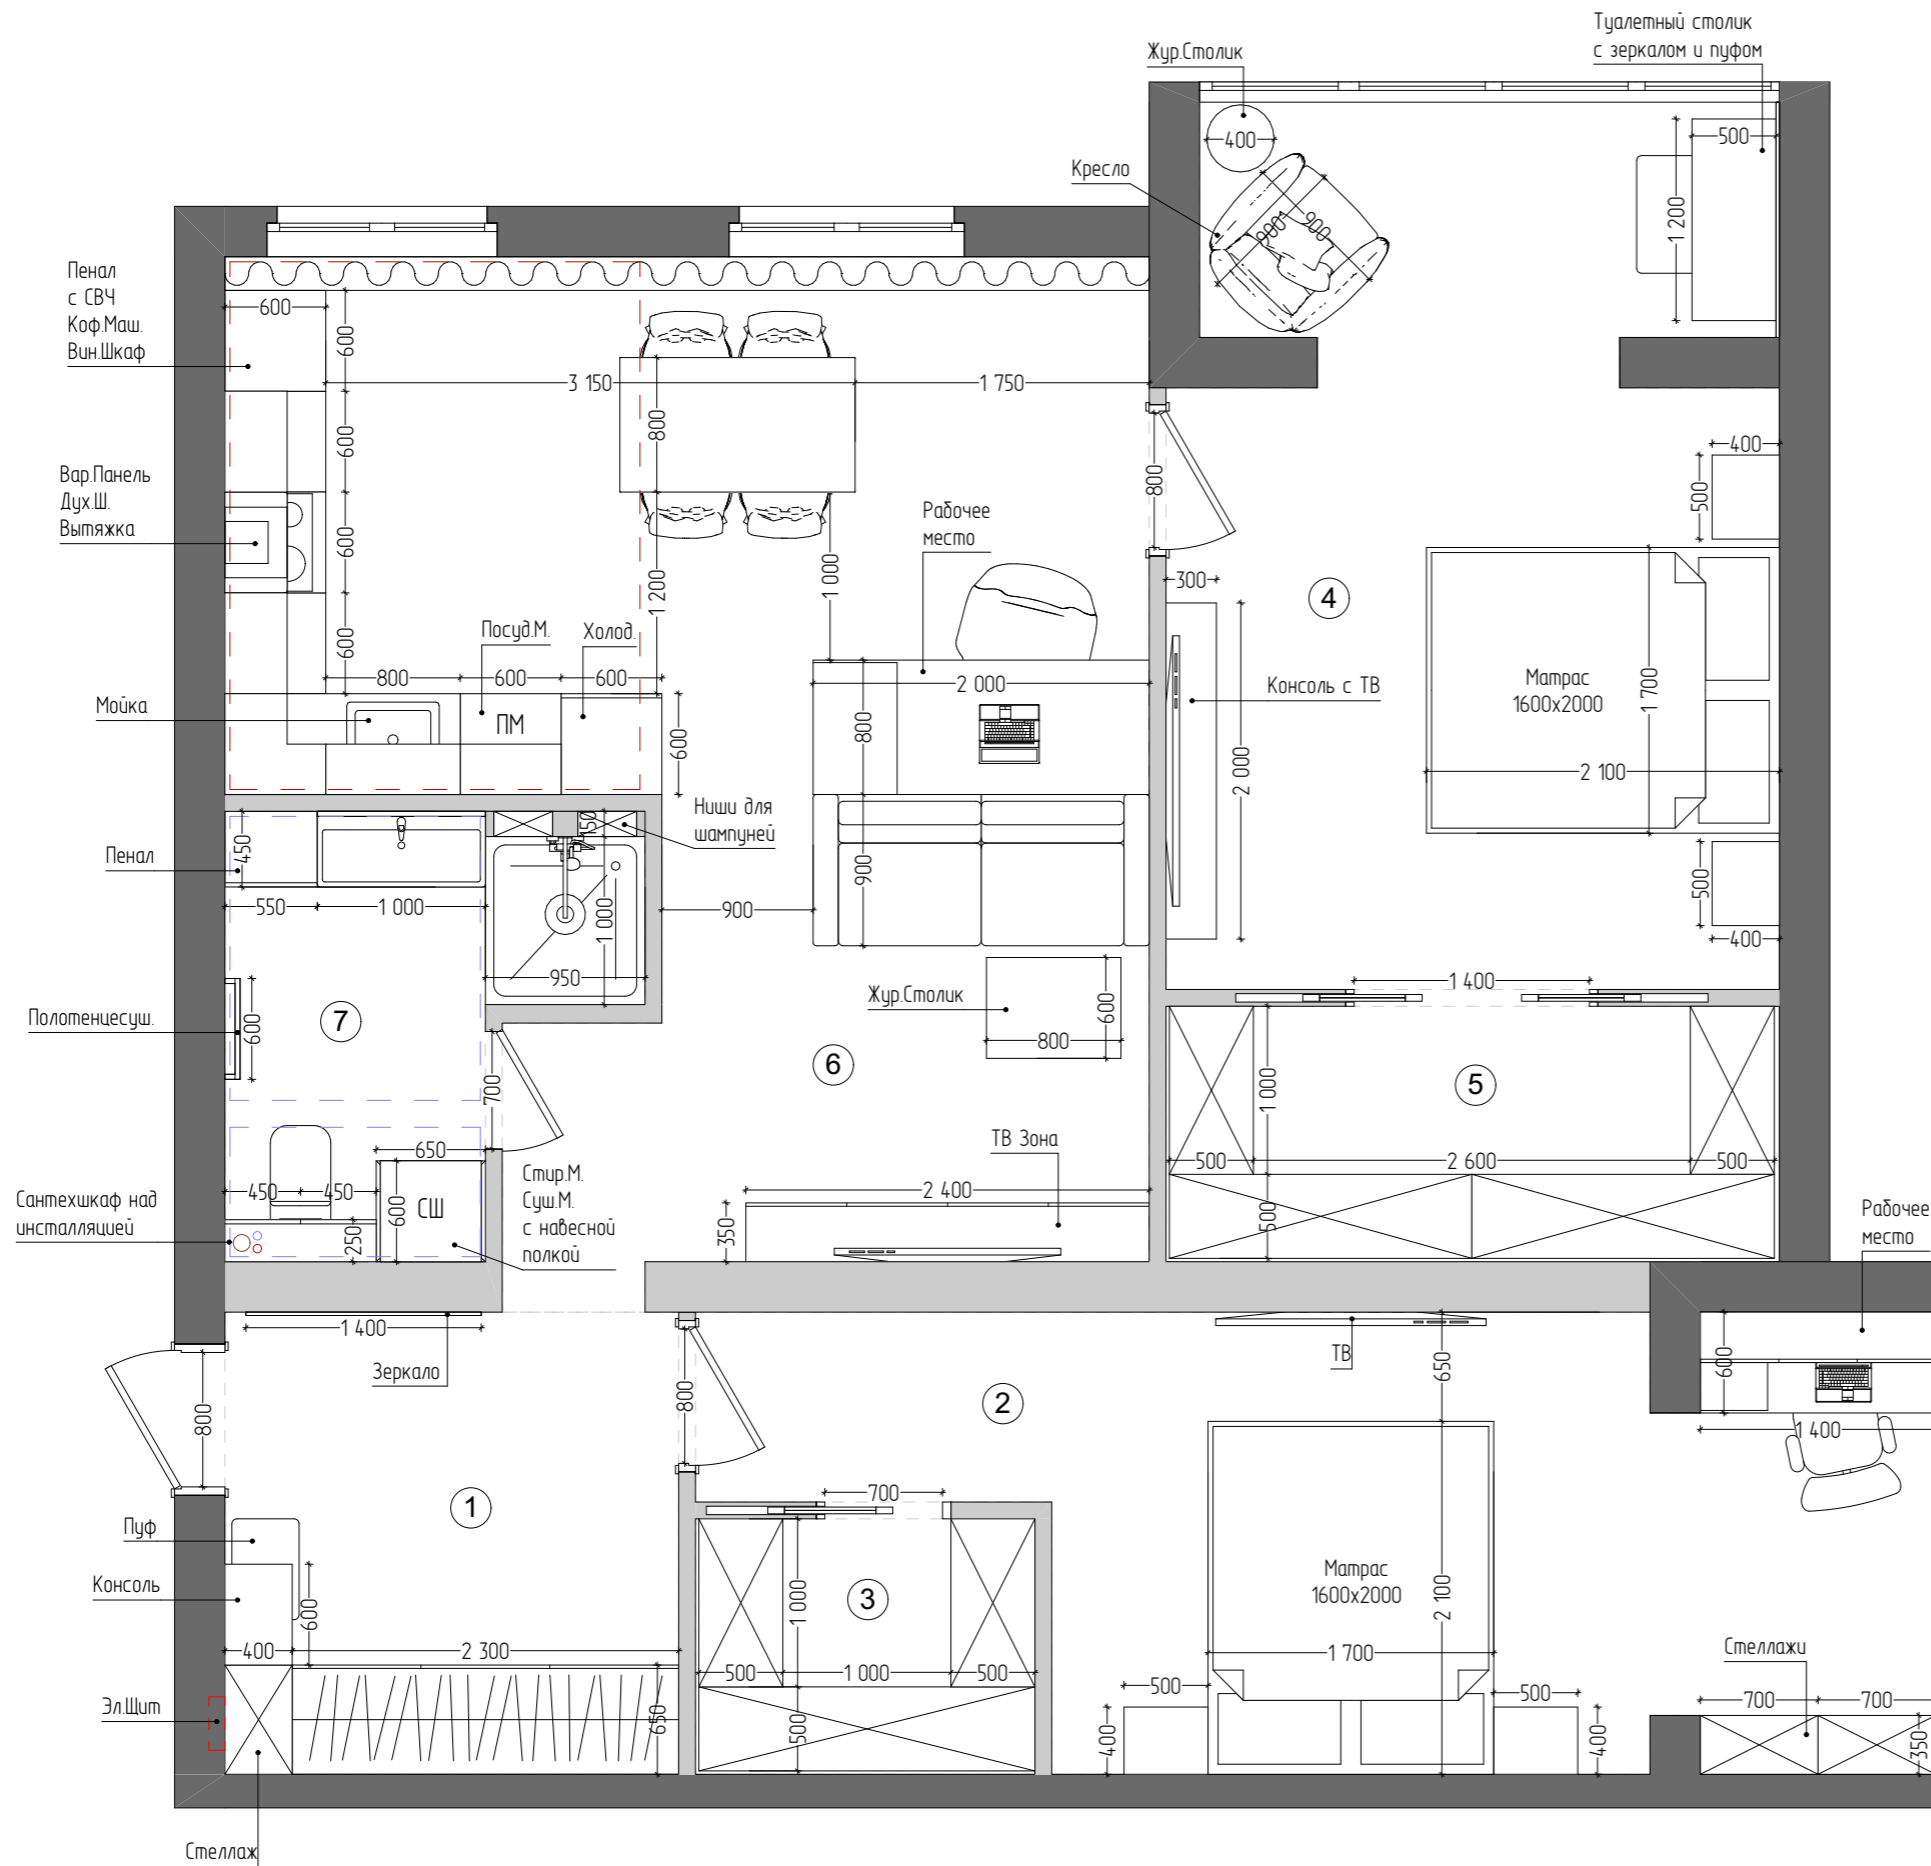 Туалетный столик
с зеркалом и пуфом
Жур.Столик
400
500
1 200
Кресло
900
900
Пенал
с СВЧ
Коф.Маш.
Вин.Шкаф
600
600
3 150
1 750
800
600
400
500
800
Вар.Панель
Дух.Ш.
Вытяжка
Рабочее
место
600
1 000
1 200
300
4
600
Посуд.М.
Холод.
800
600
600
2 000
Консоль с ТВ
Матрас
1600х2000
1 700
Мойка
ПМ
600
800
2 000
2 100
Ниши для
шампуней
150
Пенал
450
900
500
400
550
1 000
1 000
900
950
1 400
Жур.Столик
600
800
Полотенцесуш.
600
7
700
6
5
1 000
ТВ Зона
650
500
2 600
500
Сантехшкаф над
инсталляцией
450
450
СШ
600
250
Стир.М.
Суш.М.
с навесной
полкой
2 400
350
500
Рабочее
место
1 400
Зеркало
ТВ
650
600
1 400
800
800
2
1
700
Пуф
Консоль
600
400
2 300
3
1 000
500
1 000
500
Матрас
1600х2000
2 100
1 700
Стеллажи
700
700
500
500
400
400
350
Эл.Щит
650
500
Стеллаж